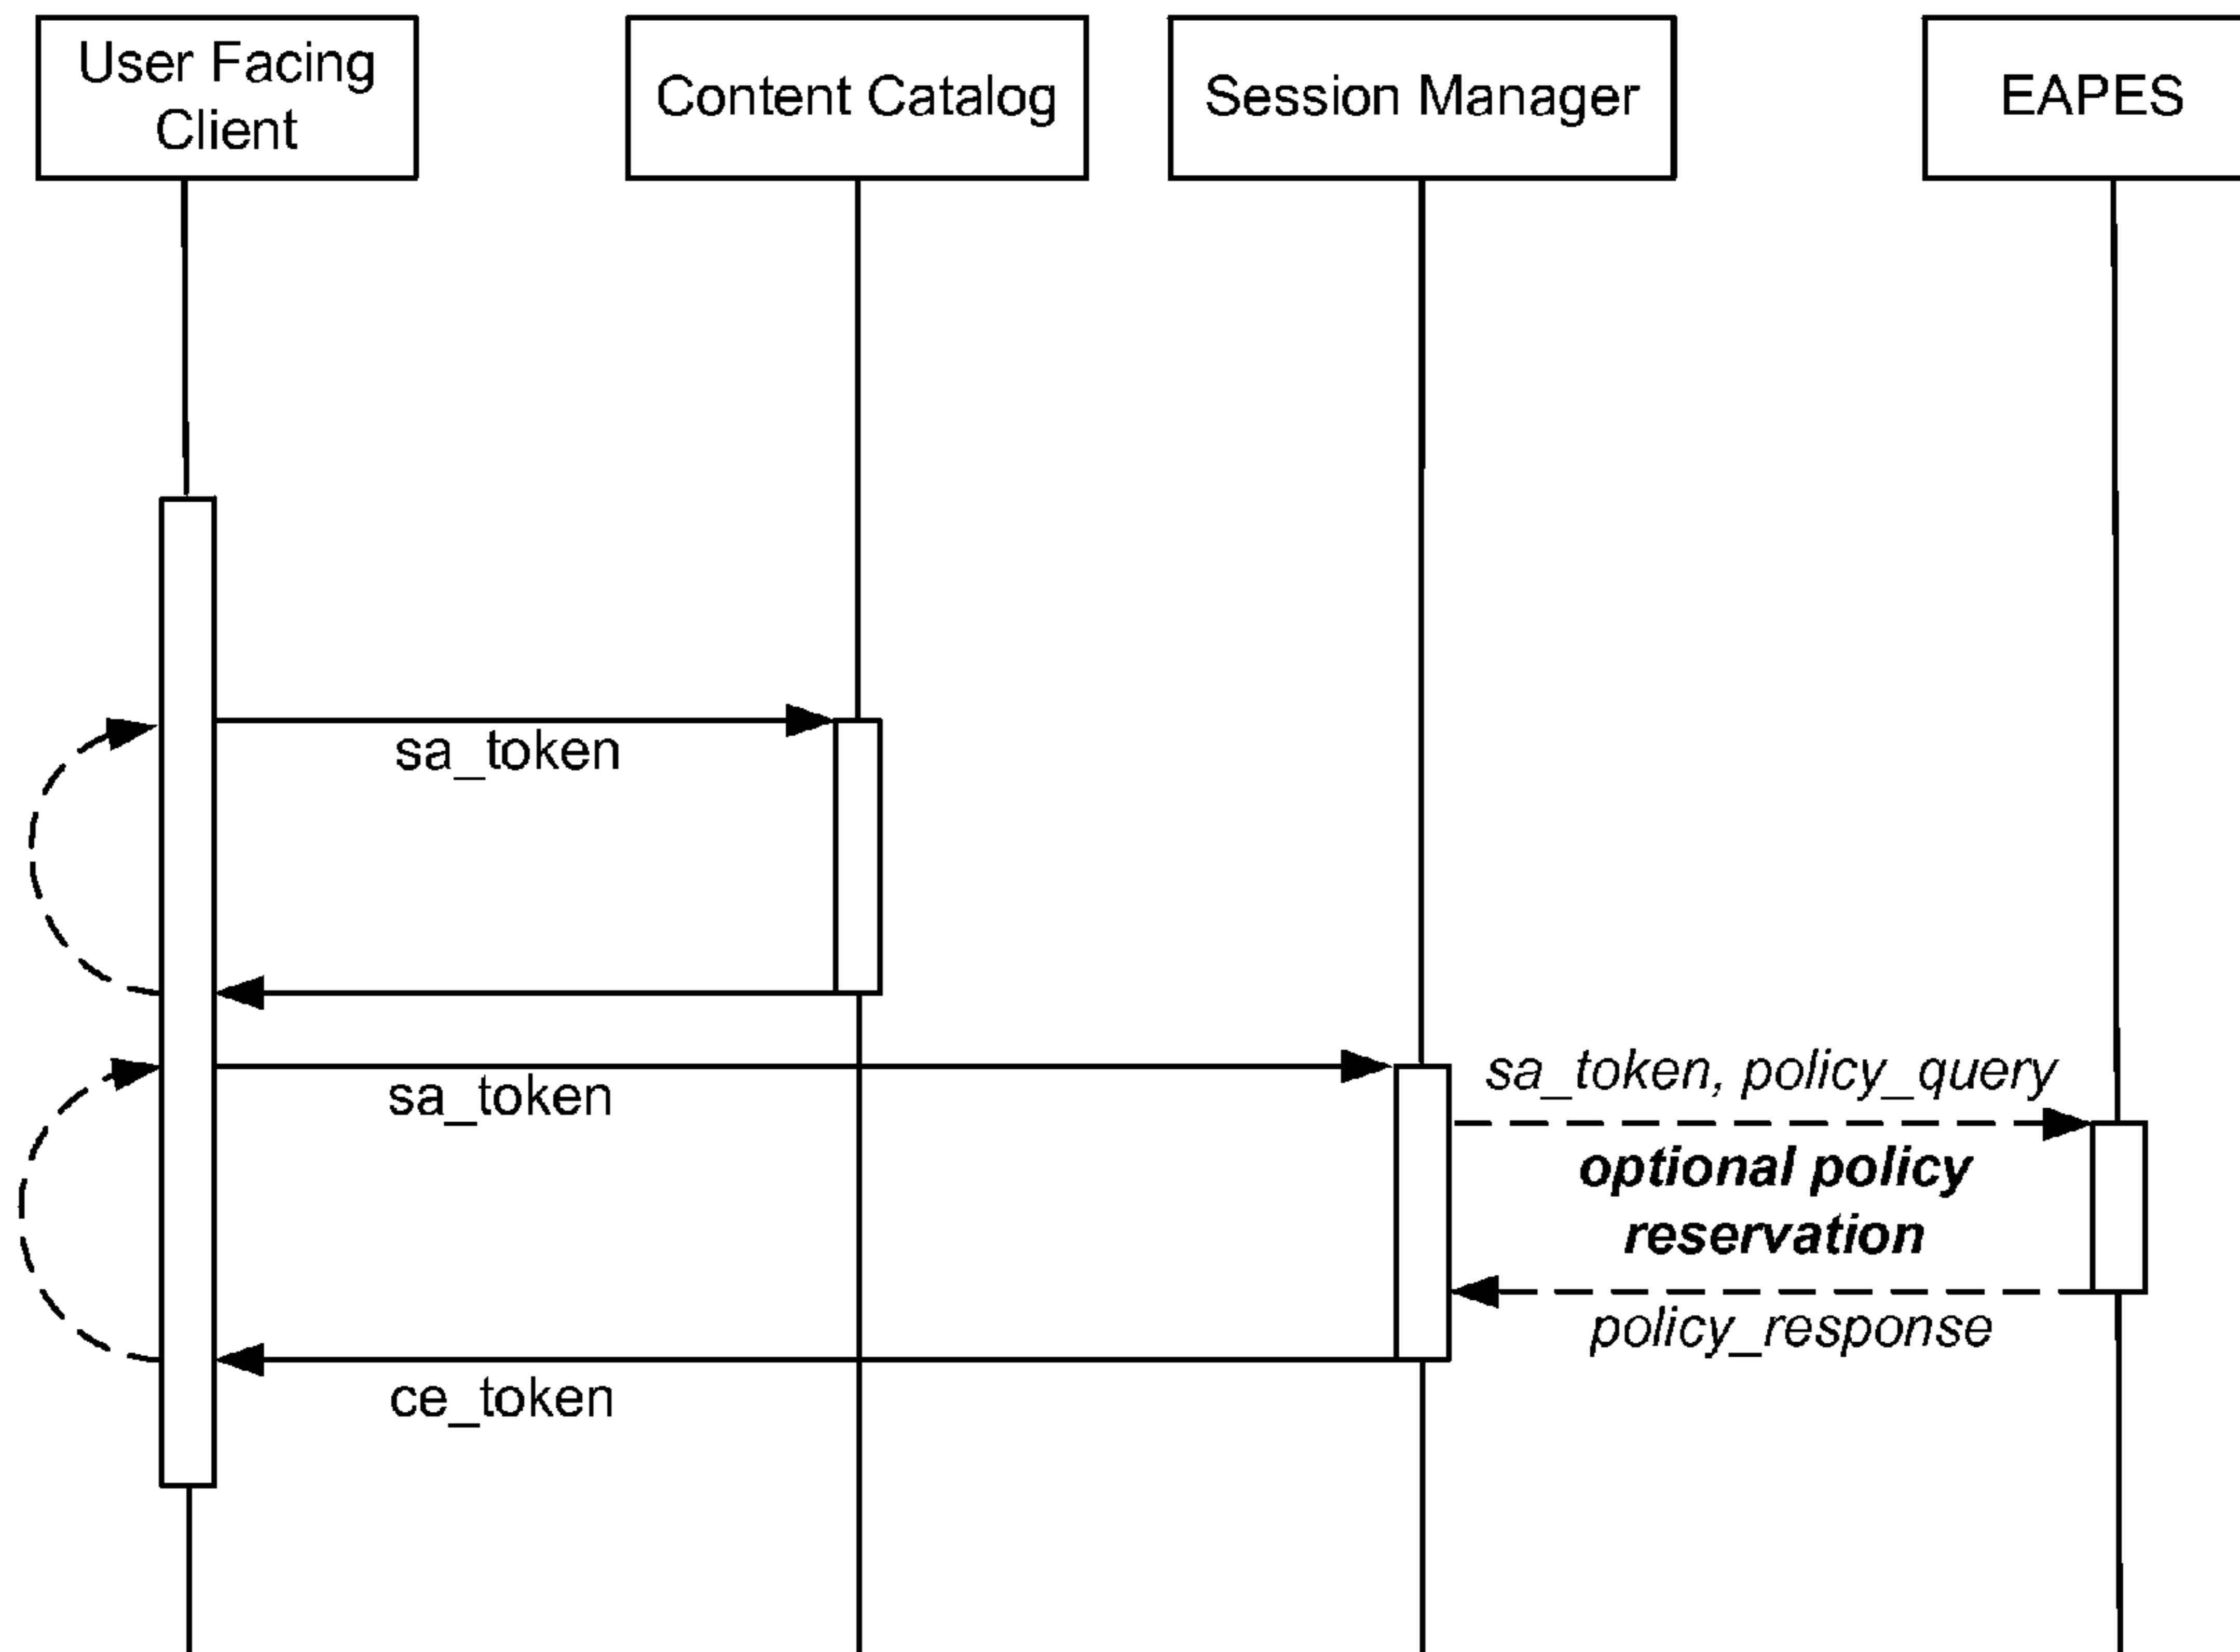 User Facing
Client
Content Catalog
Session Manager
EAPES
sa_token
sa_token
sa_token, policy_query
optional policy
reservation
policy_response
ce_token